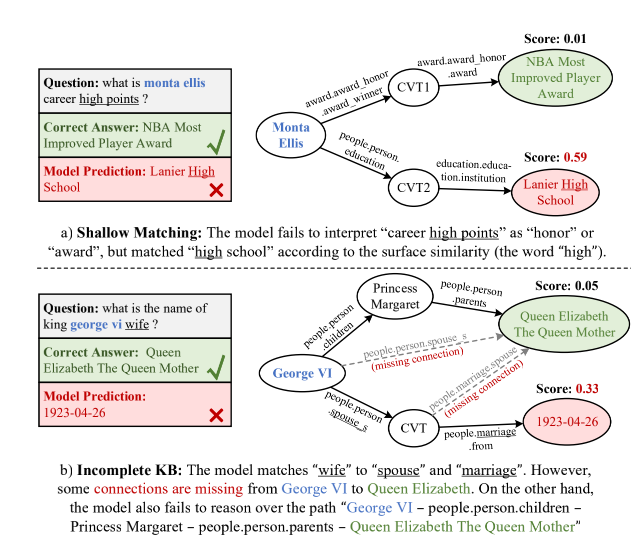 Question: what is monta ellis
career high points ?
Correct Answer: NBA Most
Improved Player Award
Model Prediction: Lanier High
School
Monta
Ellis
award.award_honor
.award_winner
CVT1
award.award_honor
.award
Score: 0.01
NBA Most
Improved Player
Award
people.person.
education
CVT2
education.educa-
tion.institution
Score: 0.59
Lanier High
School
a) Shallow Matching: The model fails to interpret “career high points” as “honor” or
“award”, but matched “high school” according to the surface similarity (the word “high”).
Question: what is the name of
king george vi wife ?
Correct Answer: Queen
Elizabeth The Queen Mother
Model Prediction:
1923-04-26
George VI
people.person
children
Princess
Margaret
people.person
.parents
Score: 0.05
Queen Elizabeth
The Queen Mother
people.person.spouse_s
(missing connection)
people.marriage.spouse
(missing connection)
people.person
.spouse_s
CVT
people.marriage
.from
Score: 0.33
1923-04-26
b) Incomplete KB: The model matches “wife” to “spouse” and “marriage”. However,
some connections are missing from George VI to Queen Elizabeth. On the other hand,
the model also fails to reason over the path “George VI – people.person.children –
Princess Margaret – people.person.parents – Queen Elizabeth The Queen Mother”